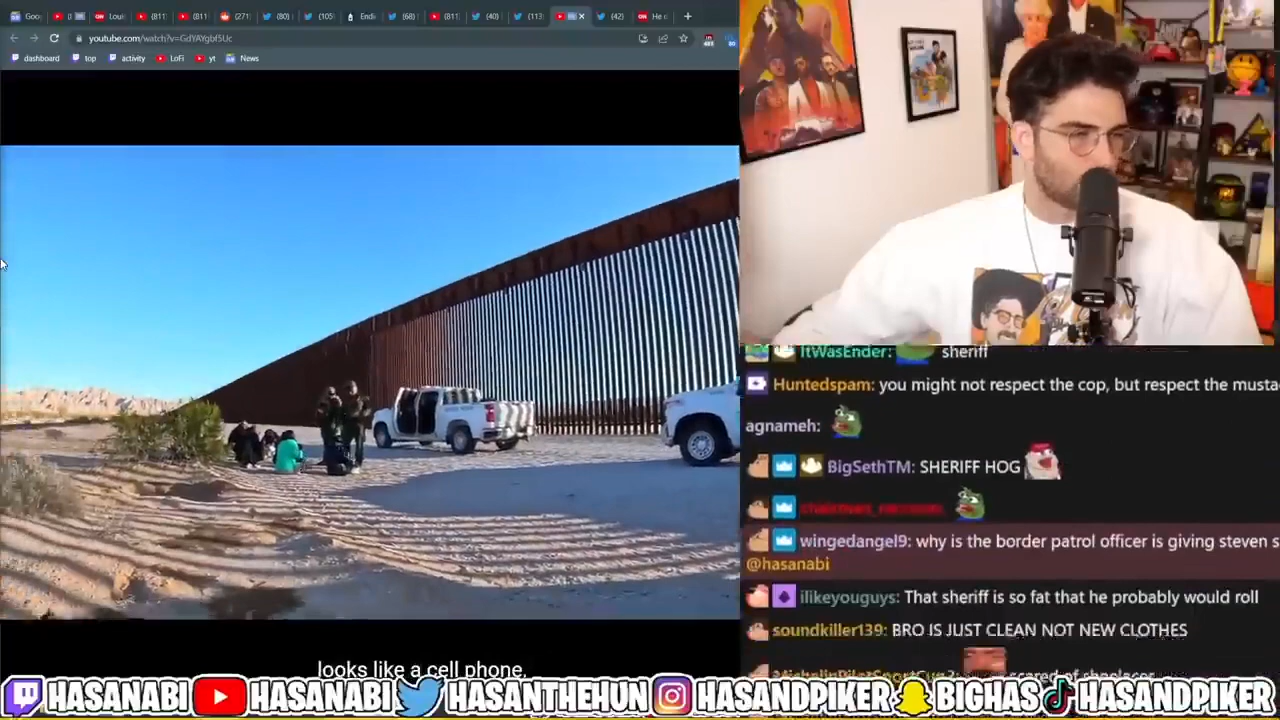 youtube.com/watch?v=GdYAYgbf5Uc
dashboard top activity LoFi yt News
looks like a cell phone,
ItWasEnder: sheriff
Huntedspam: you might not respect the cop, but respect the musta
agnameh:
BigSethTM: SHERIFF HOG
wingedangel9: why is the border patrol officer is giving steven s
@hasanabi
ilikeyouguys: That sheriff is so fat that he probably would roll
soundkiller139: BRO IS JUST CLEAN NOT NEW CLOTHES
HASANABI HASANABI HASANTHEHUN HASANDPIKER BIGHAS HASANDPIKER